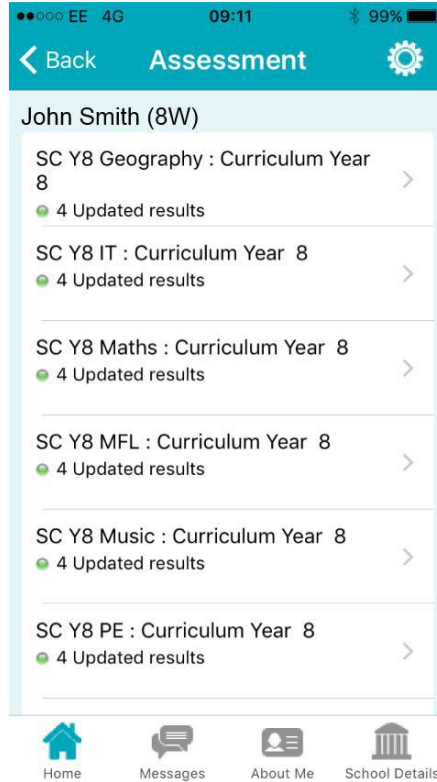 EE 4G 09:11 99%
Back Assessment
John Smith (8W)
SC Y8 Geography : Curriculum Year
8
4 Updated results
SC Y8 IT : Curriculum Year 8
4 Updated results
SC Y8 Maths : Curriculum Year 8
4 Updated results
SC Y8 MFL : Curriculum Year 8
4 Updated results
SC Y8 Music : Curriculum Year 8
4 Updated results
SC Y8 PE : Curriculum Year 8
4 Updated results
Home Messages About Me School Details